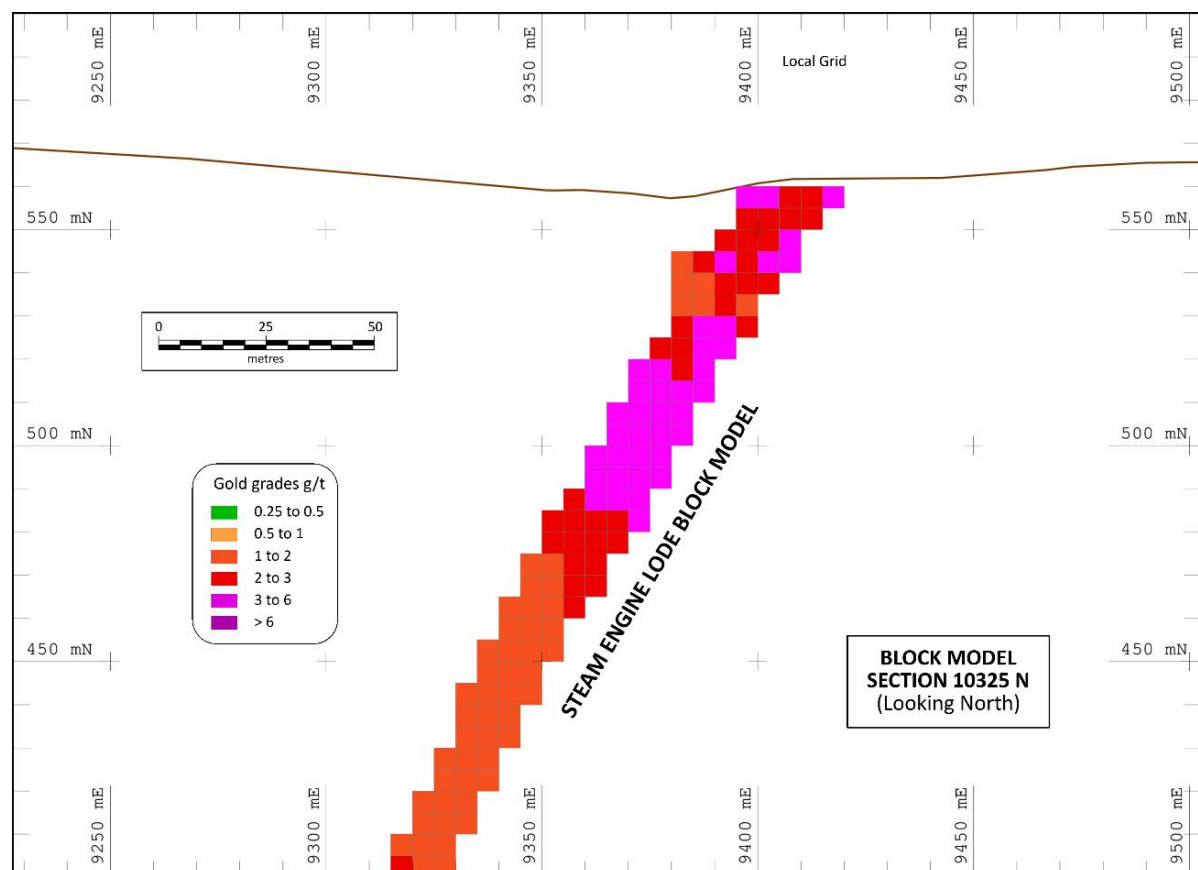 9250 mE
9300 mE
9350 mE
9400 mE
9450 mE
9500 mE
Local Grid
550 mN
550 mN
0 25 50
metres
500 mN
500 mN
Gold grades g/t
0.25 to 0.5
0.5 to 1
1 to 2
2 to 3
3 to 6
> 6
STEAM ENGINE LODE BLOCK MODEL
450 mN
450 mN
BLOCK MODEL
SECTION 10325 N
(Looking North)
9250 mE
9300 mE
9350 mE
9400 mE
9450 mE
9500 mE